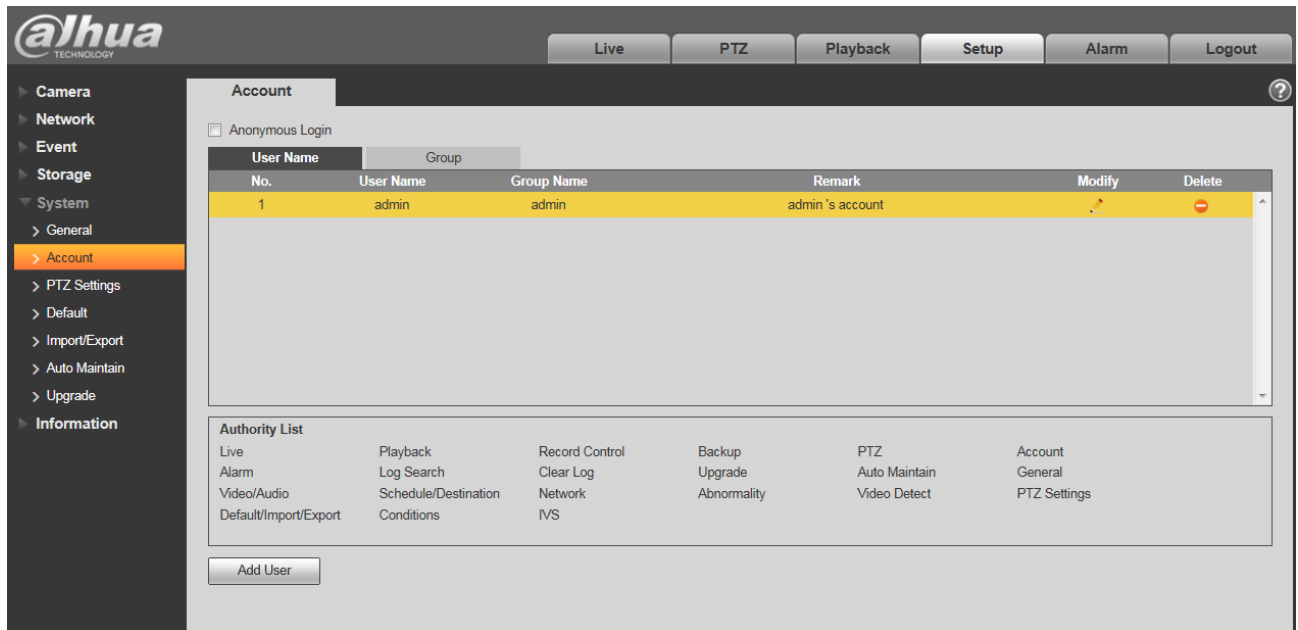 alhua
TECHNOLOGY
Live PTZ Playback Setup Alarm Logout
Camera
Network
Event
Storage
System
General
Account
PTZ Settings
Default
Import/Export
Auto Maintain
Upgrade
Information
Account
?
Anonymous Login
User Name Group
No. User Name Group Name Remark Modify Delete
1 admin admin admin 's account
Authority List
Live Playback Record Control Backup PTZ Account
Alarm Log Search Clear Log Upgrade Auto Maintain General
Video/Audio Schedule/Destination Network Abnormality Video Detect PTZ Settings
Default/Import/Export Conditions IVS
Add User